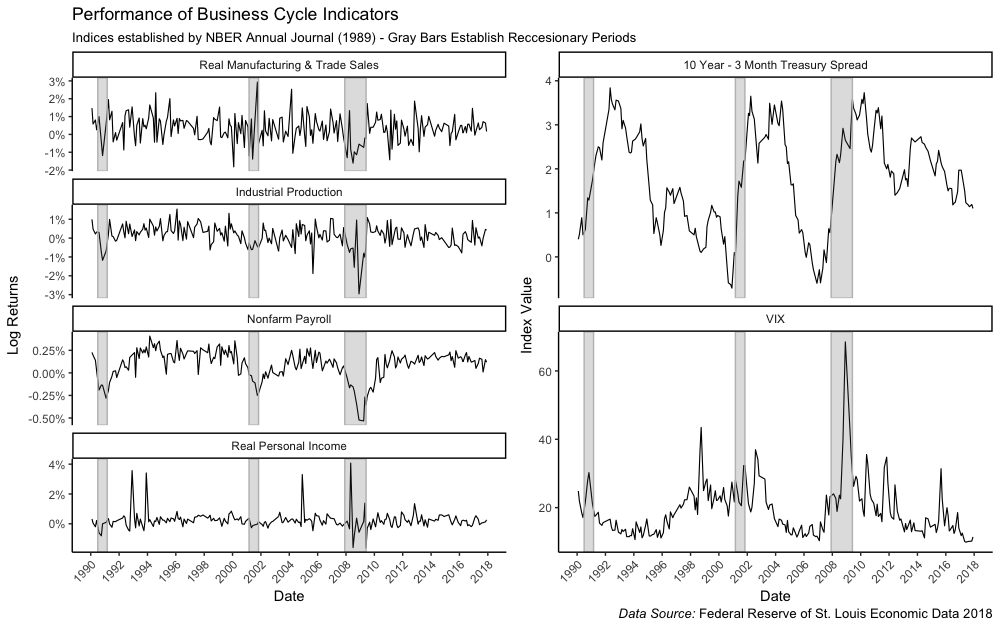 Performance of Business Cycle Indicators
Indices established by NBER Annual Journal (1989) - Gray Bars Establish Reccesionary Periods
Real Manufacturing & Trade Sales
3%
2%
1%
0%
-1%
-2%
Industrial Production
1%
0%
-1%
-2%
-3%
Nonfarm Payroll
0.25%
0.00%
-0.25%
-0.50%
Real Personal Income
4%
2%
0%
Log Returns
1990 1992 1994 1996 1998 2000 2002 2004 2006 2008 2010 2012 2014 2016 2018
Date
10 Year - 3 Month Treasury Spread
4
3
2
1
0
VIX
60
40
20
Index Value
1990 1992 1994 1996 1998 2000 2002 2004 2006 2008 2010 2012 2014 2016 2018
Date
Data Source: Federal Reserve of St. Louis Economic Data 2018